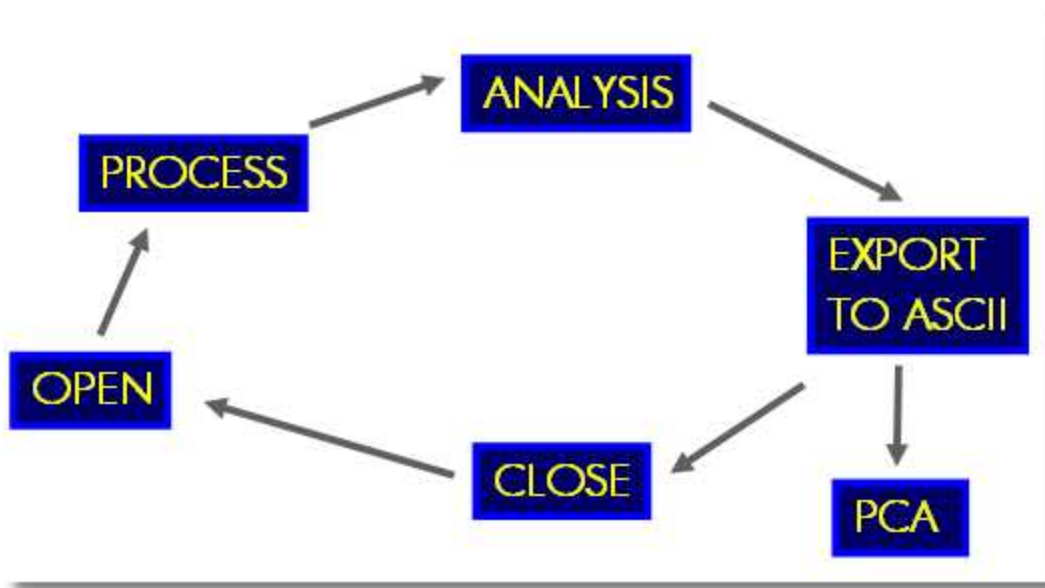 ANALYSIS
PROCESS
EXPORT
TO ASCII
OPEN
CLOSE
PCA